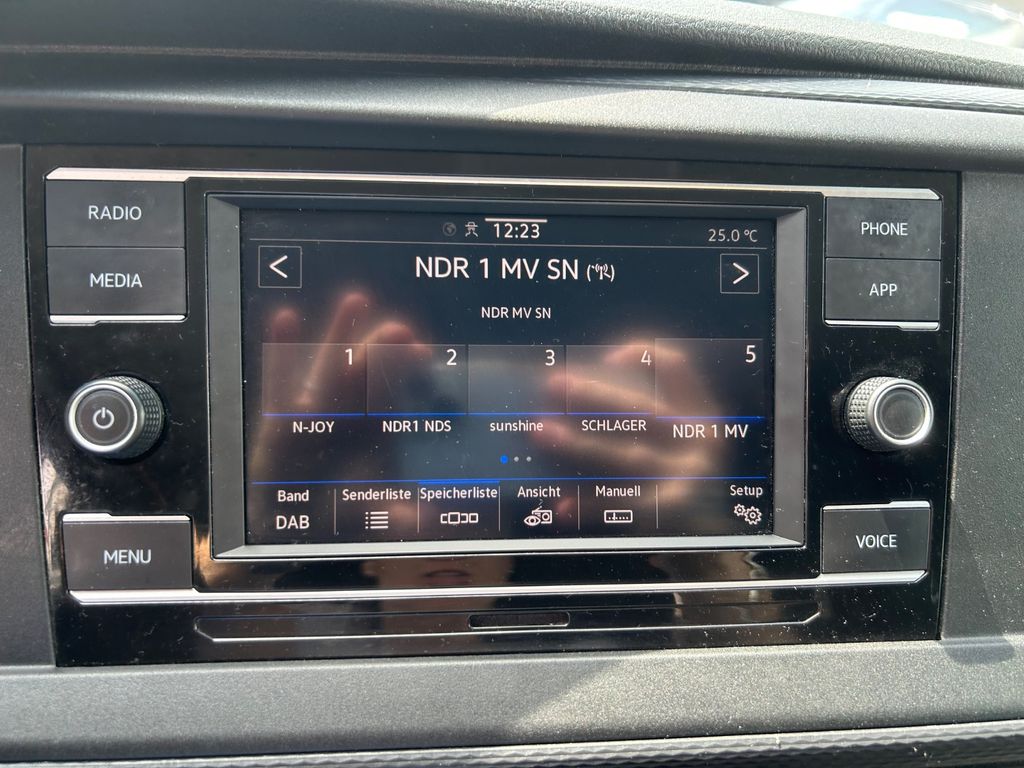 RADIO
MEDIA
MENU
12:23
25.0 °C
<
NDR 1 MV SN
>
NDR MV SN
1 2 3 4 5
N-JOY NDR1 NDS sunshine SCHLAGER NDR 1 MV
Band Senderliste Speicherliste Ansicht Manuell Setup
DAB
PHONE
APP
VOICE